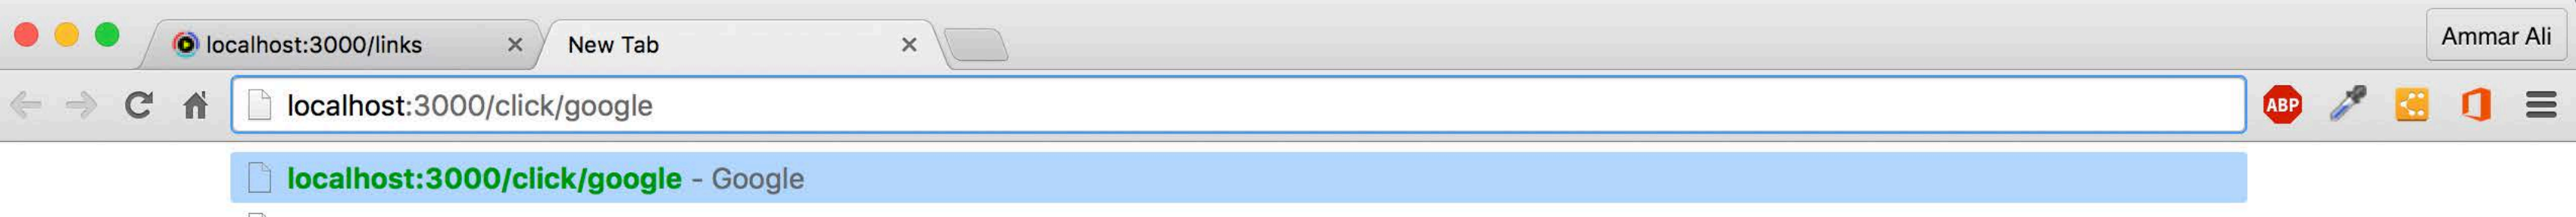 localhost:3000/links
New Tab
Ammar Ali
localhost:3000/click/google
ABP
localhost:3000/click/google - Google